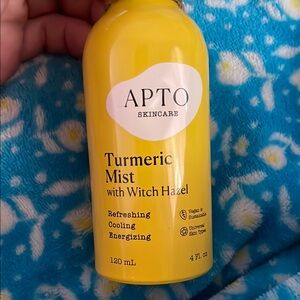 APTO
SKINCARE
Turmeric
Mist
with Witch Hazel
Refreshing
Cooling
Energizing
Vegan &
Sustainable
Universal
Skin Types
120 mL
4 Fl. oz